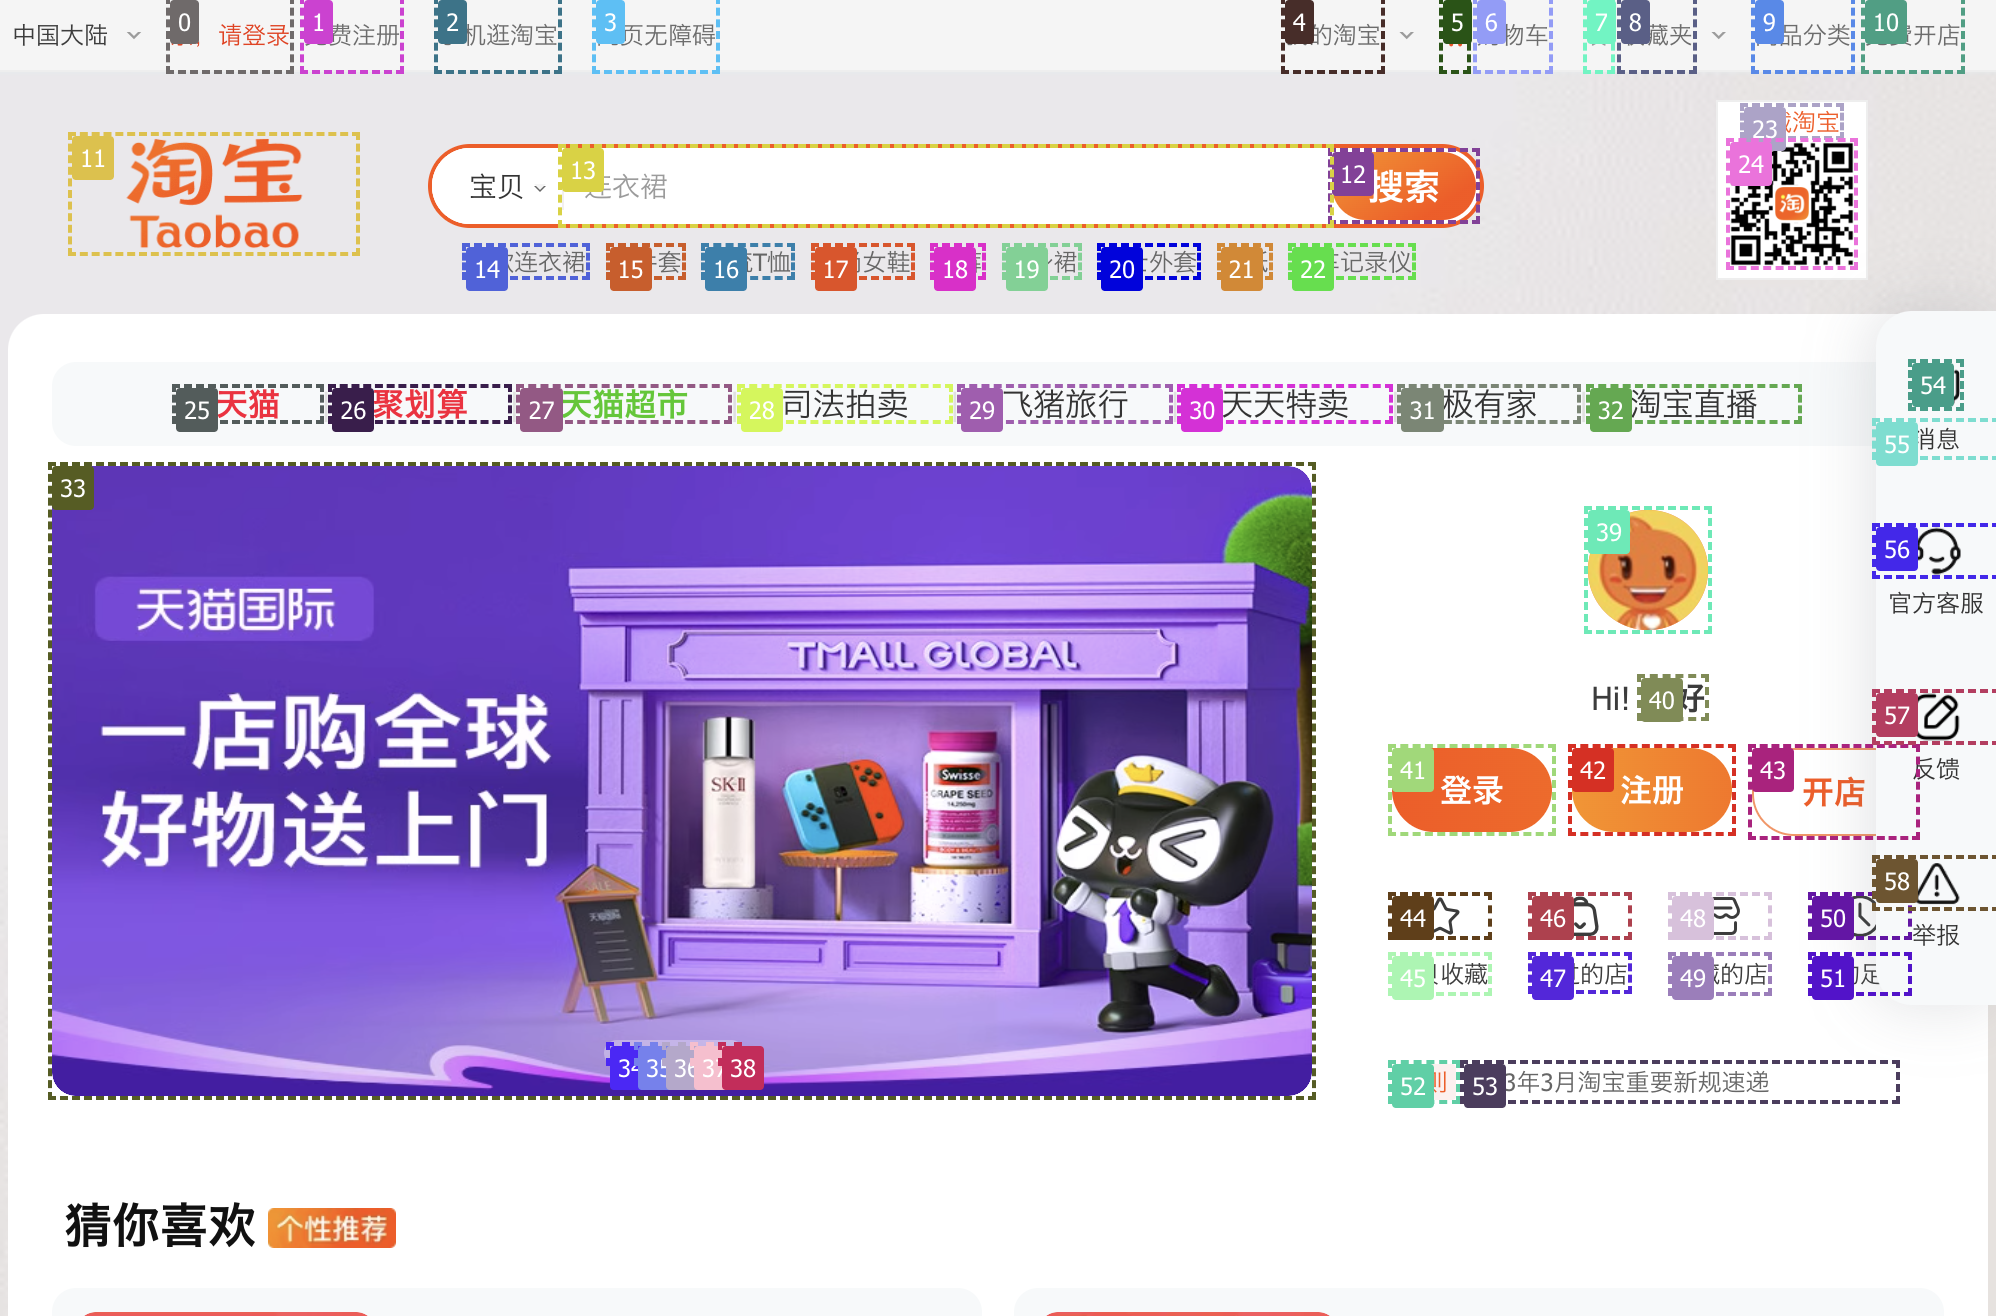 中国大陆 0 请登录 1 费注册 2 机逛淘宝 3 页无障碍 4 的淘宝 5 6 物车 7 8 藏夹 9 品分类 10 费开店
11 淘宝
Taobao
宝贝 13 连衣裙 12 搜索
23 淘宝
24 淘
14 连衣裙 15 套 16 T恤 17 女鞋 18 19 裙 20 外套 21 22 记录仪
25 天猫 26 聚划算 27 天猫超市 28 司法拍卖 29 飞猪旅行 30 天天特卖 31 极有家 32 淘宝直播
33
天猫国际
一店购全球
好物送上门
TMALL GLOBAL
SK-II
Swisse
GRAPE SEED
14,250mg
天猫国际
34 35 36 37 38
39
Hi! 40 好
41 登录 42 注册 43 开店
44 46 48 50
45 收藏 47 的店 49 的店 51 足
52 则 53 3年3月淘宝重要新规速递
54
55 消息
56
官方客服
57
反馈
58
举报
猜你喜欢 个性推荐